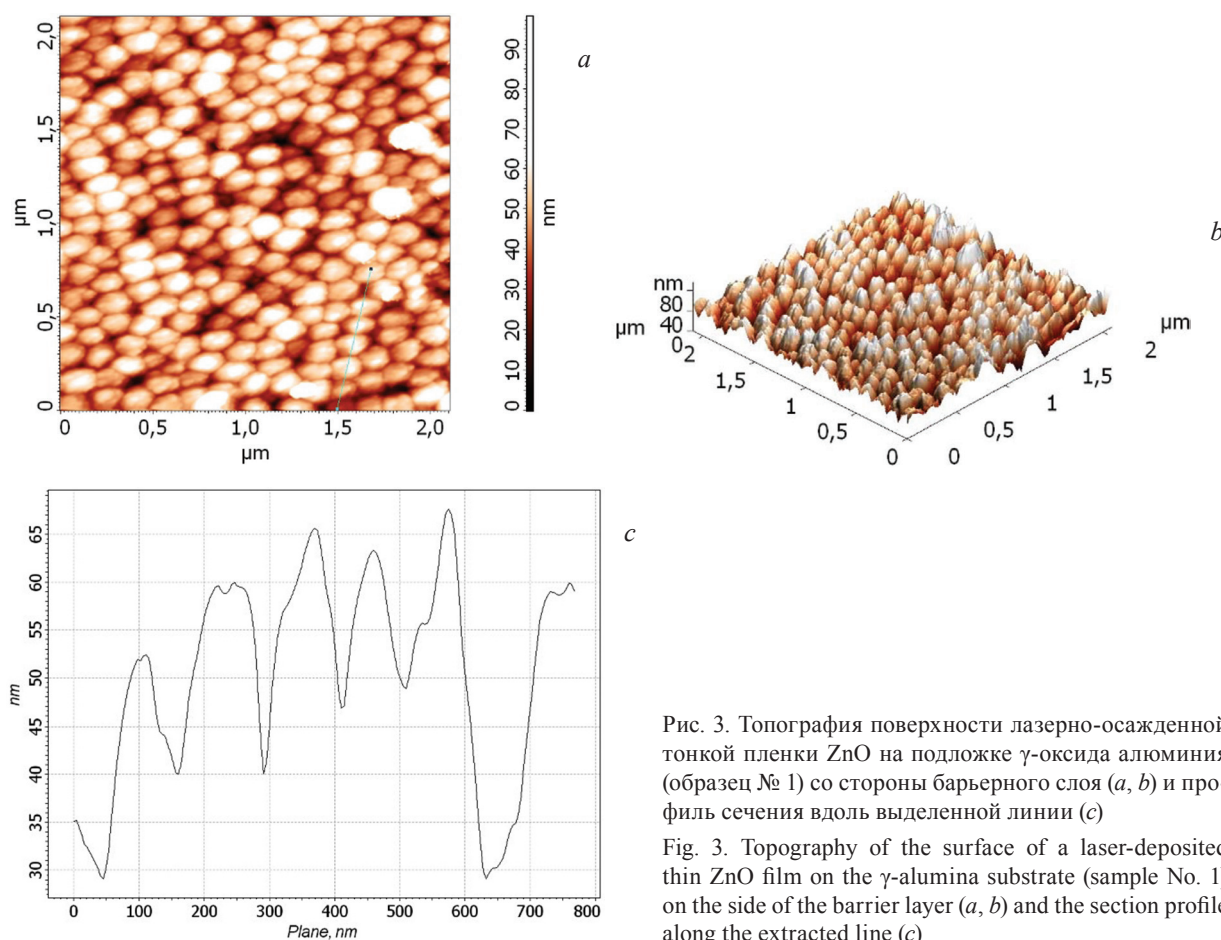 2,0
1,5
1,0
0,5
0
µm
0 0,5 1,0 1,5 2,0
µm
90
80
70
60
50
40
30
20
10
0
nm
a
nm
80
40
0
µm
2
1,5
1
0,5
0
0
0,5
1
1,5
2
µm
b
65
60
55
50
45
40
35
30
nm
0 100 200 300 400 500 600 700 800
Plane, nm
c
Рис. 3. Топография поверхности лазерно-осажденной
тонкой пленки ZnO на подложке γ-оксида алюминия
(образец № 1) со стороны барьерного слоя (a, b) и про-
филь сечения вдоль выделенной линии (c)
Fig. 3. Topography of the surface of a laser-deposited
thin ZnO film on the γ-alumina substrate (sample No. 1)
on the side of the barrier layer (a, b) and the section profile
along the extracted line (c)